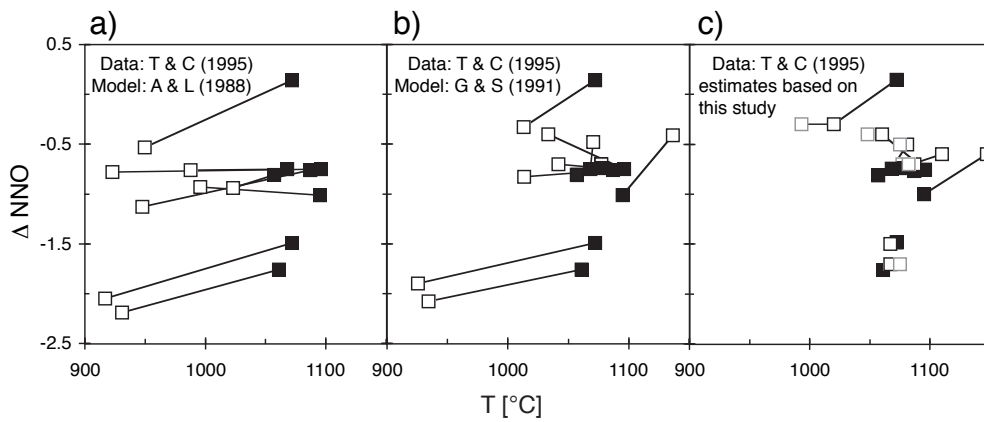 a)
b)
c)
0.5
-0.5
-1.5
-2.5
Δ NNO
Data: T & C (1995)
Model: A & L (1988)
Data: T & C (1995)
Model: G & S (1991)
Data: T & C (1995)
estimates based on
this study
900
1000
1100
900
1000
1100
900
1000
1100
T [°C]